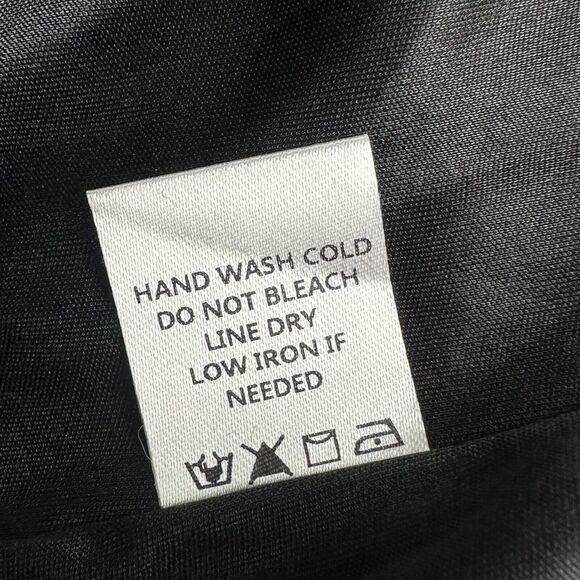 HAND WASH COLD
DO NOT BLEACH
LINE DRY
LOW IRON IF
NEEDED